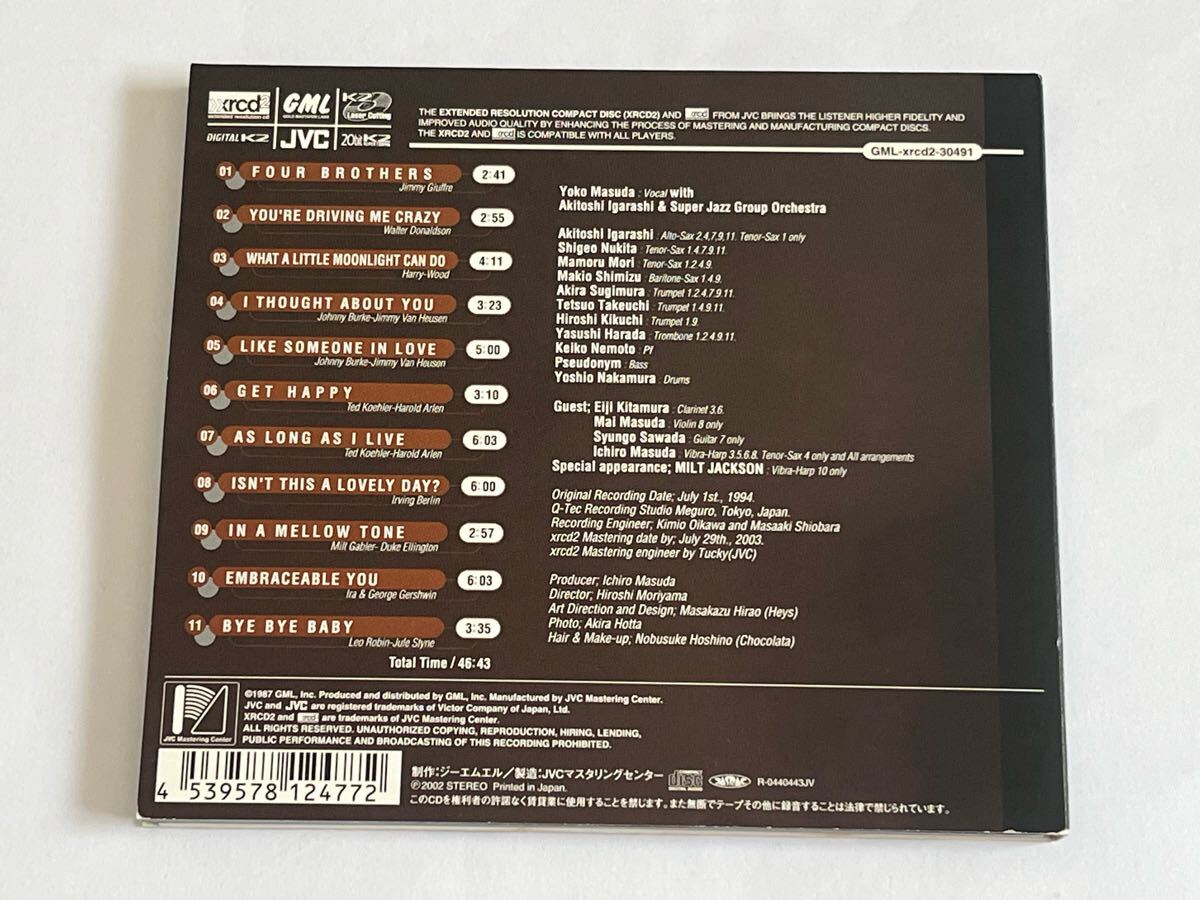 xrcd2
extended resolution cd
GML
GOLD MASTERTEK LABS
K2
Laser Cutting
DIGITAL K2
JVC
20bit K2
THE EXTENDED RESOLUTION COMPACT DISC (XRCD2) AND xrcd FROM JVC BRINGS THE LISTENER HIGHER FIDELITY AND
IMPROVED AUDIO QUALITY BY ENHANCING THE PROCESS OF MASTERING AND MANUFACTURING COMPACT DISCS.
THE XRCD2 AND xrcd IS COMPATIBLE WITH ALL PLAYERS.
GML-xrcd2-30491
01 FOUR BROTHERS 2:41
Jimmy Giuffre
02 YOU'RE DRIVING ME CRAZY 2:55
Walter Donaldson
03 WHAT A LITTLE MOONLIGHT CAN DO 4:11
Harry-Wood
04 I THOUGHT ABOUT YOU 3:23
Johnny Burke-Jimmy Van Heusen
05 LIKE SOMEONE IN LOVE 5:00
Johnny Burke-Jimmy Van Heusen
06 GET HAPPY 3:10
Ted Koehler-Harold Arlen
07 AS LONG AS I LIVE 6:03
Ted Koehler-Harold Arlen
08 ISN'T THIS A LOVELY DAY? 6:00
Irving Berlin
09 IN A MELLOW TONE 2:57
Milt Gabler- Duke Ellington
10 EMBRACEABLE YOU 6:03
Ira & George Gershwin
11 BYE BYE BABY 3:35
Leo Robin-Jule Styne
Total Time / 46:43
Yoko Masuda : Vocal with
Akitoshi Igarashi & Super Jazz Group Orchestra
Akitoshi Igarashi : Alto-Sax 2,4,7,9,11. Tenor-Sax 1 only
Shigeo Nukita : Tenor-Sax 1.4.7.9.11.
Mamoru Mori : Tenor-Sax 1.2.4.9.
Makio Shimizu : Baritone-Sax 1.4.9.
Akira Sugimura : Trumpet 1.2.4.7.9.11.
Tetsuo Takeuchi : Trumpet 1.4.9.11.
Hiroshi Kikuchi : Trumpet 1.9.
Yasushi Harada : Trombone 1.2.4.9.11.
Keiko Nemoto : Pf
Pseudonym : Bass
Yoshio Nakamura : Drums
Guest; Eiji Kitamura : Clarinet 3.6.
Mai Masuda : Violin 8 only
Syungo Sawada : Guitar 7 only
Ichiro Masuda : Vibra-Harp 3.5.6.8. Tenor-Sax 4 only and All arrangements
Special appearance; MILT JACKSON : Vibra-Harp 10 only
Original Recording Date; July 1st., 1994.
Q-Tec Recording Studio Meguro, Tokyo, Japan.
Recording Engineer; Kimio Oikawa and Masaaki Shiobara
xrcd2 Mastering date by; July 29th., 2003.
xrcd2 Mastering engineer by Tucky(JVC)
Producer; Ichiro Masuda
Director; Hiroshi Moriyama
Art Direction and Design; Masakazu Hirao (Heys)
Photo; Akira Hotta
Hair & Make-up; Nobusuke Hoshino (Chocolata)
JVC Mastering Center
©1987 GML, Inc. Produced and distributed by GML, Inc. Manufactured by JVC Mastering Center.
JVC and JVC are registered trademarks of Victor Company of Japan, Ltd.
XRCD2 and xrcd are trademarks of JVC Mastering Center.
ALL RIGHTS RESERVED. UNAUTHORIZED COPYING, REPRODUCTION, HIRING, LENDING,
PUBLIC PERFORMANCE AND BROADCASTING OF THIS RECORDING PROHIBITED.
4 539578 124772
制作：ジーエムエル／製造：JVCマスタリングセンター
COMPACT disc DIGITAL AUDIO
JASRAC
R-0440443JV
Ⓟ2002 STEREO Printed in Japan.
このCDを権利者の許諾なく賃貸業に使用することを禁じます。また無断でテープその他に録音することは法律で禁じられています。